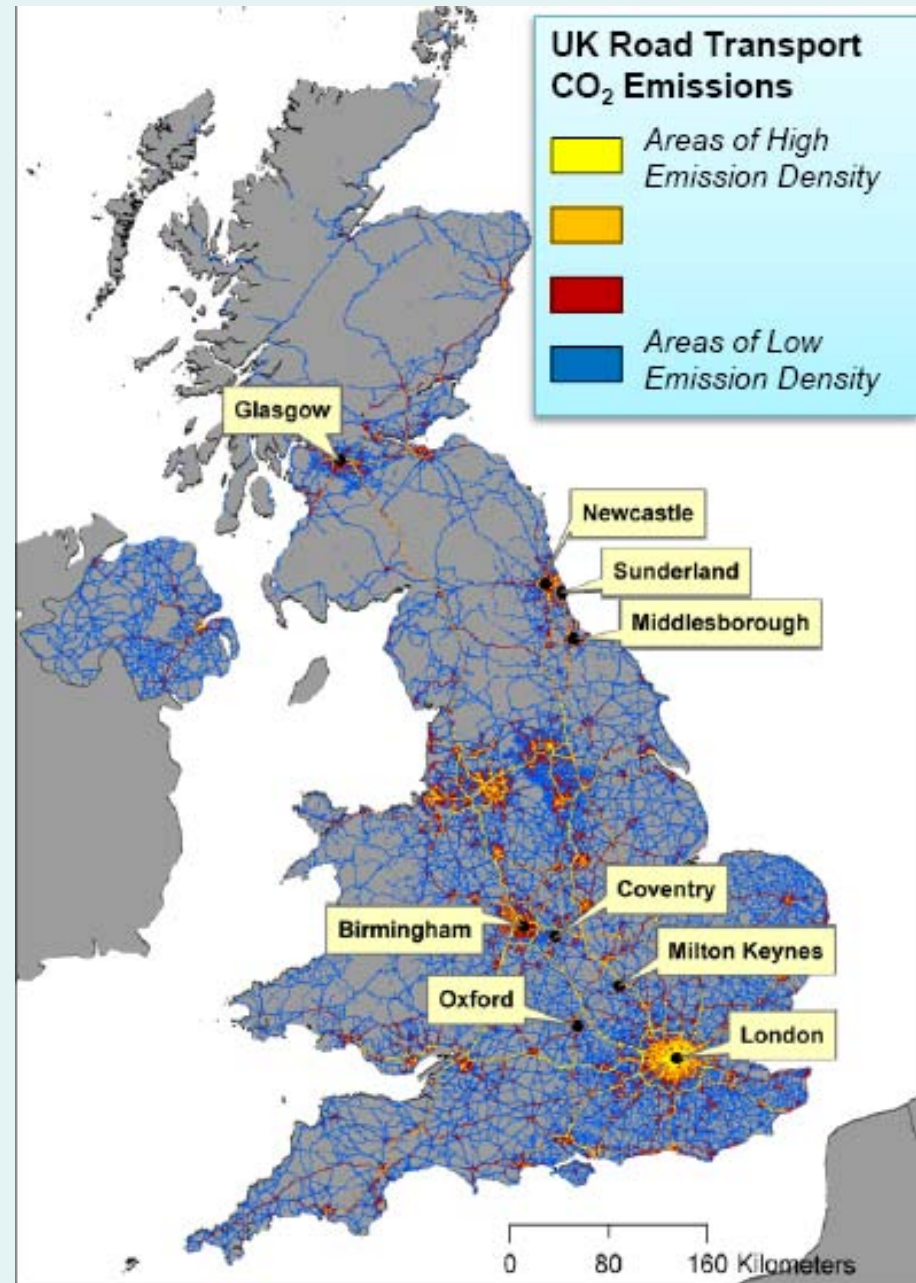 UK Road Transport
CO₂ Emissions
Areas of High
Emission Density
Areas of Low
Emission Density
Glasgow
Newcastle
Sunderland
Middlesborough
Coventry
Birmingham
Milton Keynes
Oxford
London
0 160 Kilometers